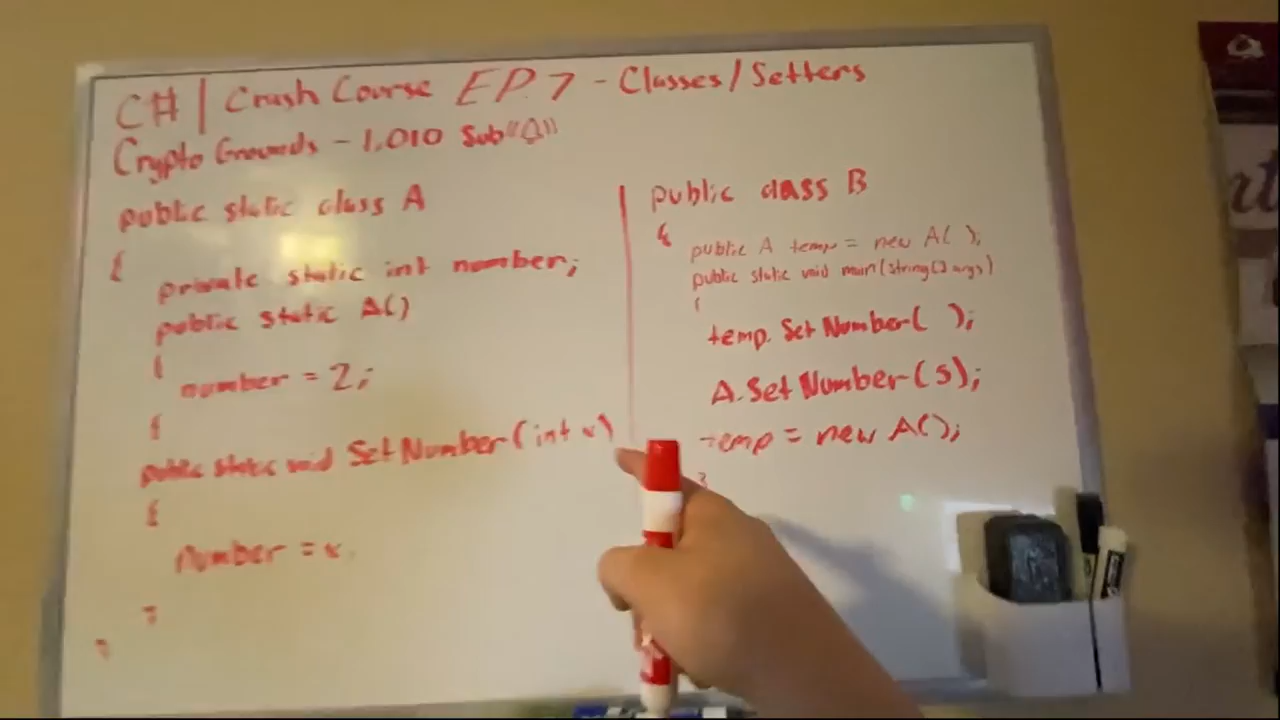 C# | Crash Course EP. 7 - Classes/Setters
Crypto Grounds - 1,010 Sub
public static class A
{
private static int number;
public static A()
{
number = 2;
{
public static void SetNumber(int x)
{
number = x
}
}
public class B
{
public A temp = new A( );
public static void main(string[] args)
{
temp. SetNumber( );
A.SetNumber(5);
temp = new A();
}